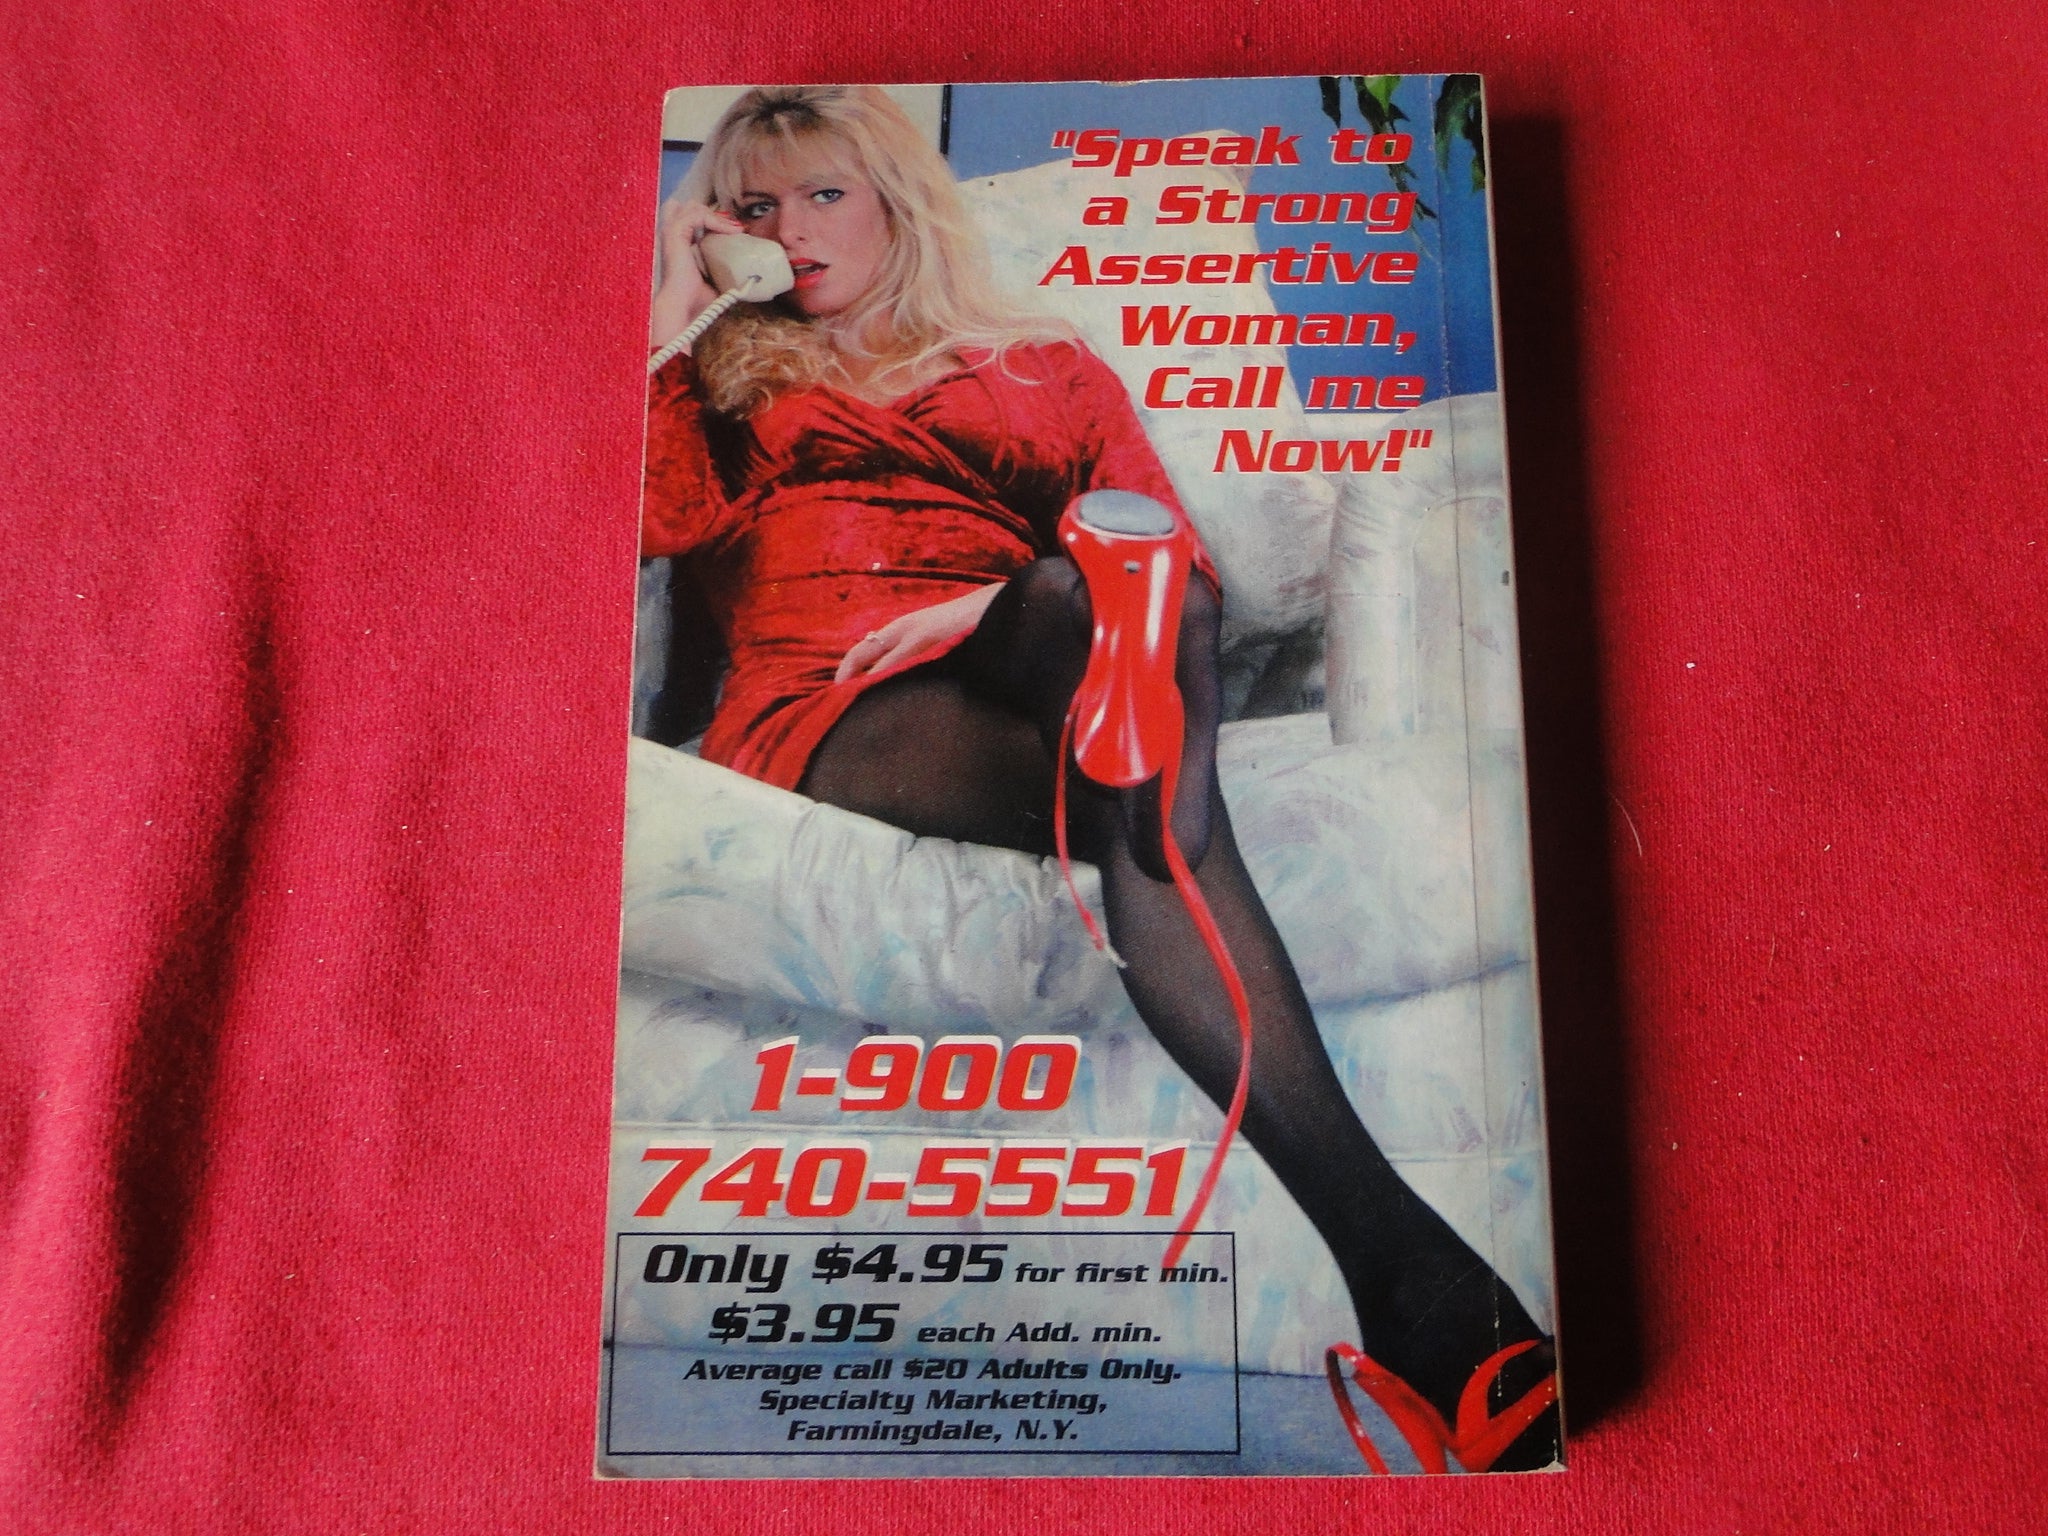 "Speak to
a Strong
Assertive
Woman,
Call me
Now!"
1-900
740-5551
Only $4.95 for first min.
$3.95 each Add. min.
Average call $20 Adults Only.
Specialty Marketing,
Farmingdale, N.Y.